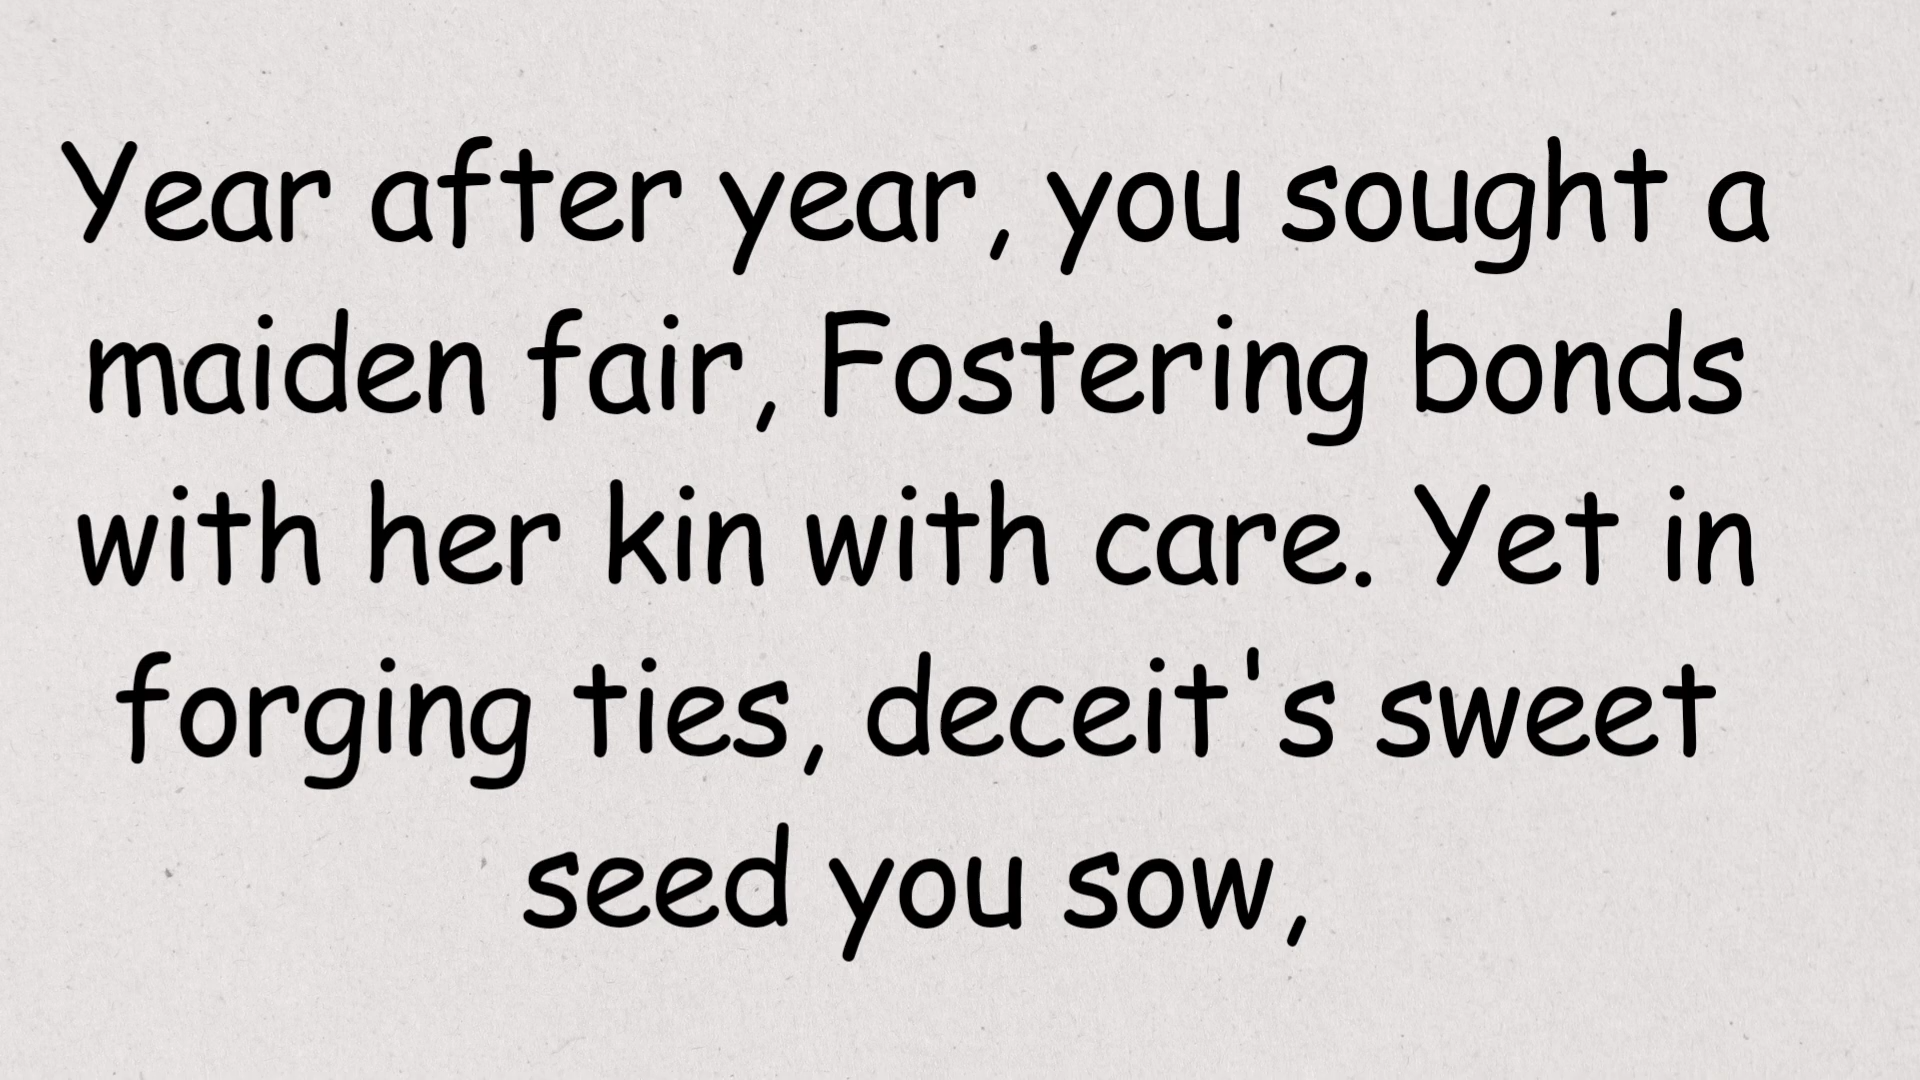 Year after year, you sought a
maiden fair, Fostering bonds
with her kin with care. Yet in
forging ties, deceit's sweet
seed you sow,